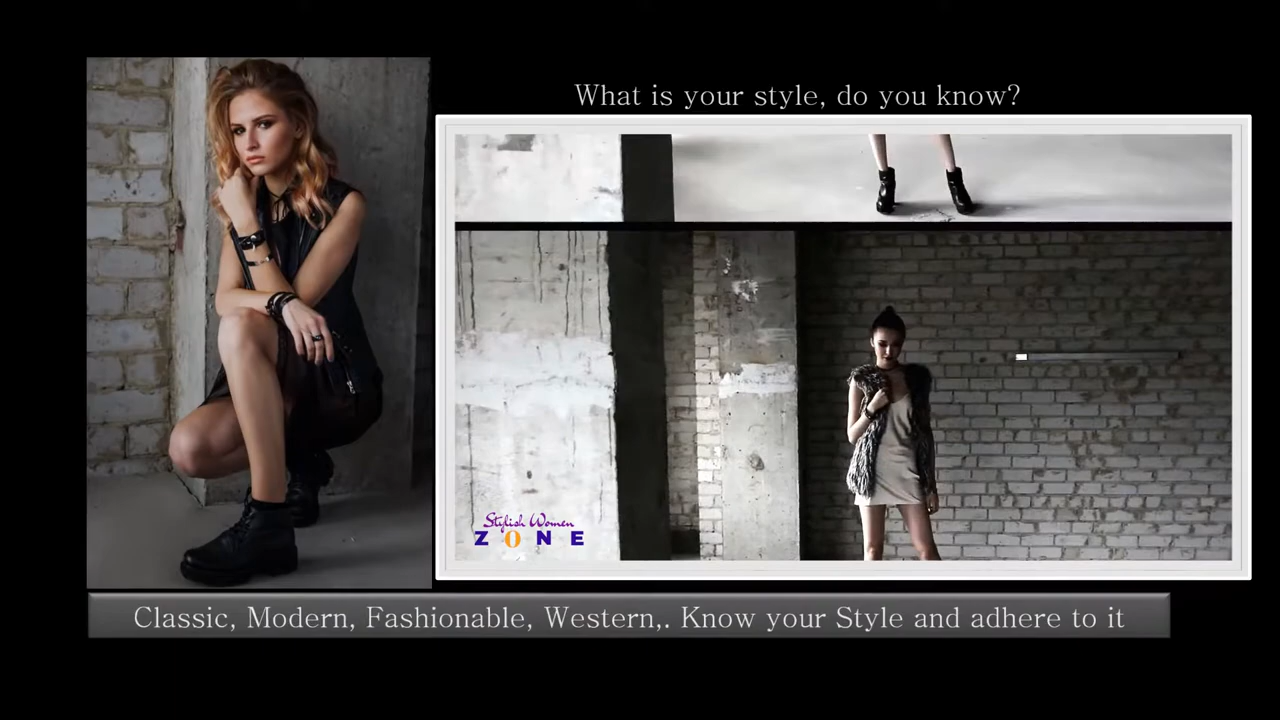 What is your style, do you know?
Stylish Women
ZONE
Classic, Modern, Fashionable, Western,. Know your Style and adhere to it